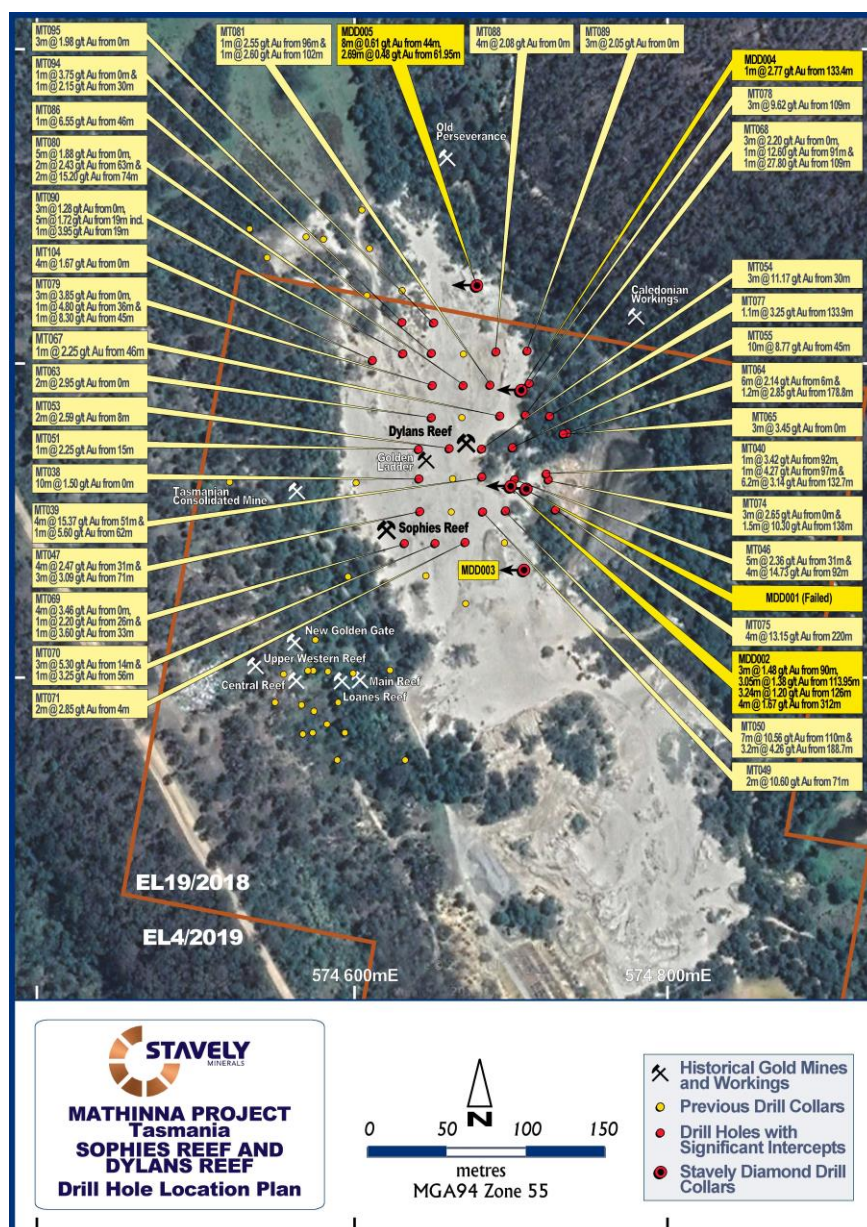 MT095
3m @ 1.98 g/t Au from 0m
MT094
1m @ 3.75 g/t Au from 0m &
1m @ 2.15 g/t Au from 30m
MT086
1m @ 6.55 g/t Au from 46m
MT080
5m @ 1.88 g/t Au from 0m,
2m @ 2.43 g/t Au from 63m &
2m @ 15.20 g/t Au from 74m
MT090
3m @ 1.28 g/t Au from 0m,
5m @ 1.72 g/t Au from 19m incl.
1m @ 3.95 g/t Au from 19m
MT104
4m @ 1.67 g/t Au from 0m
MT079
3m @ 3.85 g/t Au from 0m,
1m @ 4.80 g/t Au from 36m &
1m @ 8.30 g/t Au from 45m
MT067
1m @ 2.25 g/t Au from 46m
MT063
2m @ 2.95 g/t Au from 0m
MT053
2m @ 2.59 g/t Au from 8m
MT051
1m @ 2.25 g/t Au from 15m
MT038
10m @ 1.50 g/t Au from 0m
MT039
4m @ 15.37 g/t Au from 51m &
1m @ 5.60 g/t Au from 62m
MT047
4m @ 2.47 g/t Au from 31m &
3m @ 3.09 g/t Au from 71m
MT069
4m @ 3.46 g/t Au from 0m,
1m @ 2.20 g/t Au from 26m &
1m @ 3.60 g/t Au from 33m
MT070
3m @ 5.30 g/t Au from 14m &
1m @ 3.25 g/t Au from 56m
MT071
2m @ 2.85 g/t Au from 4m
MT081
1m @ 2.55 g/t Au from 96m &
1m @ 2.60 g/t Au from 102m
MDD005
8m @ 0.61 g/t Au from 44m,
2.69m @ 0.48 g/t Au from 61.95m
MT088
4m @ 2.08 g/t Au from 0m
MT089
3m @ 2.05 g/t Au from 0m
MDD004
1m @ 2.77 g/t Au from 133.4m
MT078
3m @ 9.62 g/t Au from 109m
MT068
3m @ 2.20 g/t Au from 0m,
1m @ 12.60 g/t Au from 91m &
1m @ 27.80 g/t Au from 109m
MT054
3m @ 11.17 g/t Au from 30m
MT077
1.1m @ 3.25 g/t Au from 133.9m
MT055
10m @ 8.77 g/t Au from 45m
MT064
6m @ 2.14 g/t Au from 6m &
1.2m @ 2.85 g/t Au from 178.8m
MT065
3m @ 3.45 g/t Au from 0m
MT040
1m @ 3.42 g/t Au from 92m,
1m @ 4.27 g/t Au from 97m &
6.2m @ 3.14 g/t Au from 132.7m
MT074
3m @ 2.65 g/t Au from 0m &
1.5m @ 10.30 g/t Au from 138m
MT046
5m @ 2.36 g/t Au from 31m &
4m @ 14.73 g/t Au from 92m
MDD001 (Failed)
MT075
4m @ 13.15 g/t Au from 220m
MDD002
3m @ 1.48 g/t Au from 90m,
3.05m @ 1.38 g/t Au from 113.95m
3.24m @ 1.20 g/t Au from 126m
4m @ 1.67 g/t Au from 312m
MT050
7m @ 10.56 g/t Au from 110m &
3.2m @ 4.26 g/t Au from 188.7m
MT049
2m @ 10.60 g/t Au from 71m
Old
Perseverance
Caledonian
Workings
Dylans Reef
Golden
Ladder
Tasmanian
Consolidated Mine
Sophies Reef
MDD003
New Golden Gate
Upper Western Reef
Central Reef
Main Reef
Loanes Reef
EL19/2018
EL4/2019
574 600mE
574 800mE
STAVELY
MINERALS
MATHINNA PROJECT
Tasmania
SOPHIES REEF AND
DYLANS REEF
Drill Hole Location Plan
N
0 50 100 150
metres
MGA94 Zone 55
Historical Gold Mines
and Workings
Previous Drill Collars
Drill Holes with
Significant Intercepts
Stavely Diamond Drill
Collars